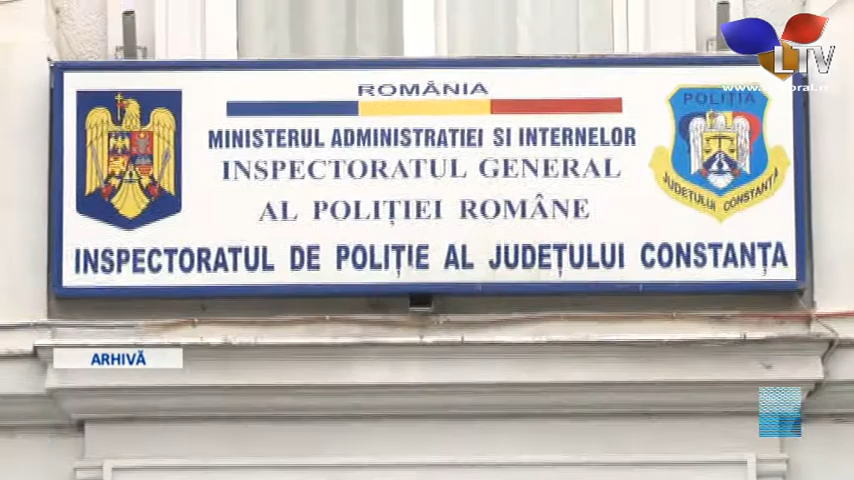 ROMÂNIA
MINISTERUL ADMINISTRATIEI SI INTERNELOR
INSPECTORATUL GENERAL
AL POLIȚIEI ROMÂNE
INSPECTORATUL DE POLIȚIE AL JUDEȚULUI CONSTANȚA
POLIȚIA
JUDEȚULUI CONSTANȚA
LTV
ARHIVĂ